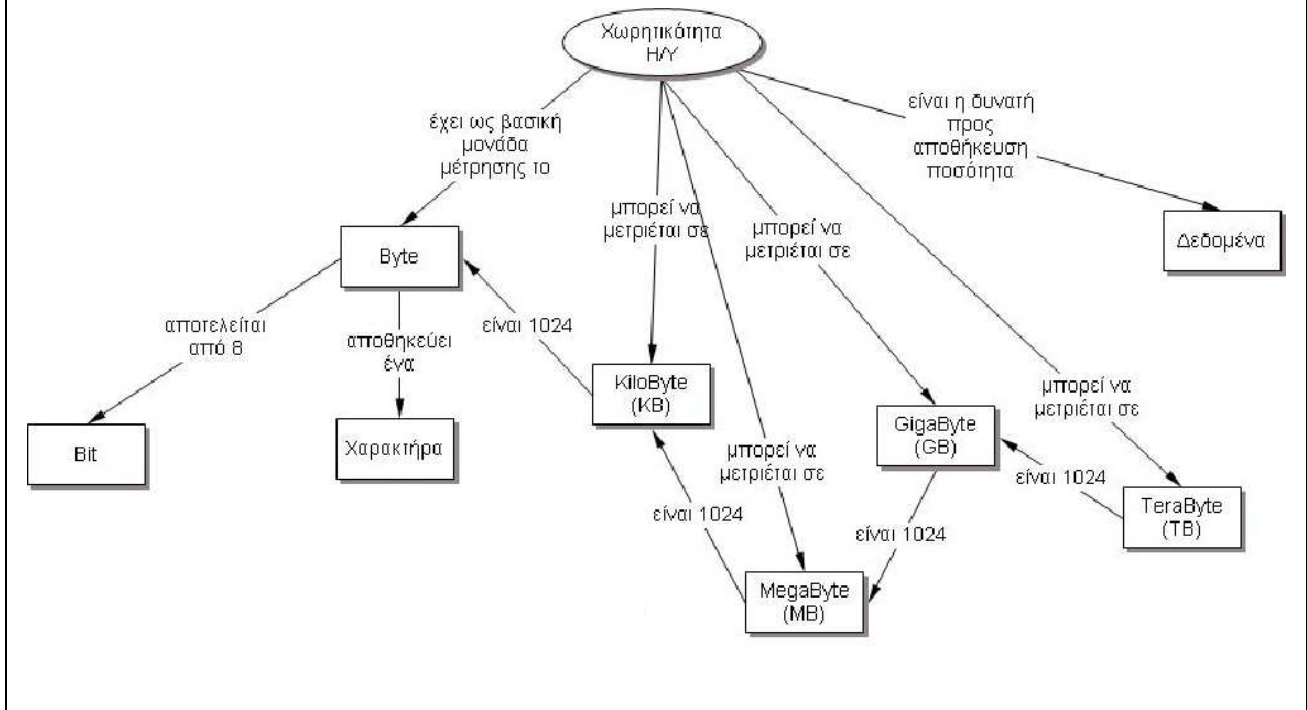 Χωρητικότητα
Η/Υ
έχει ως βασική
μονάδα
μέτρησης το
είναι η δυνατή
προς
αποθήκευση
ποσότητα
μπορεί να
μετριέται σε
μπορεί να
μετριέται σε
Δεδομένα
Byte
αποτελείται
από 8
αποθηκεύει
ένα
είναι 1024
KiloByte
(KB)
μπορεί να
μετριέται σε
GigaByte
(GB)
Bit
Χαρακτήρα
μπορεί να
μετριέται σε
είναι 1024
TeraByte
(TB)
είναι 1024
είναι 1024
MegaByte
(MB)